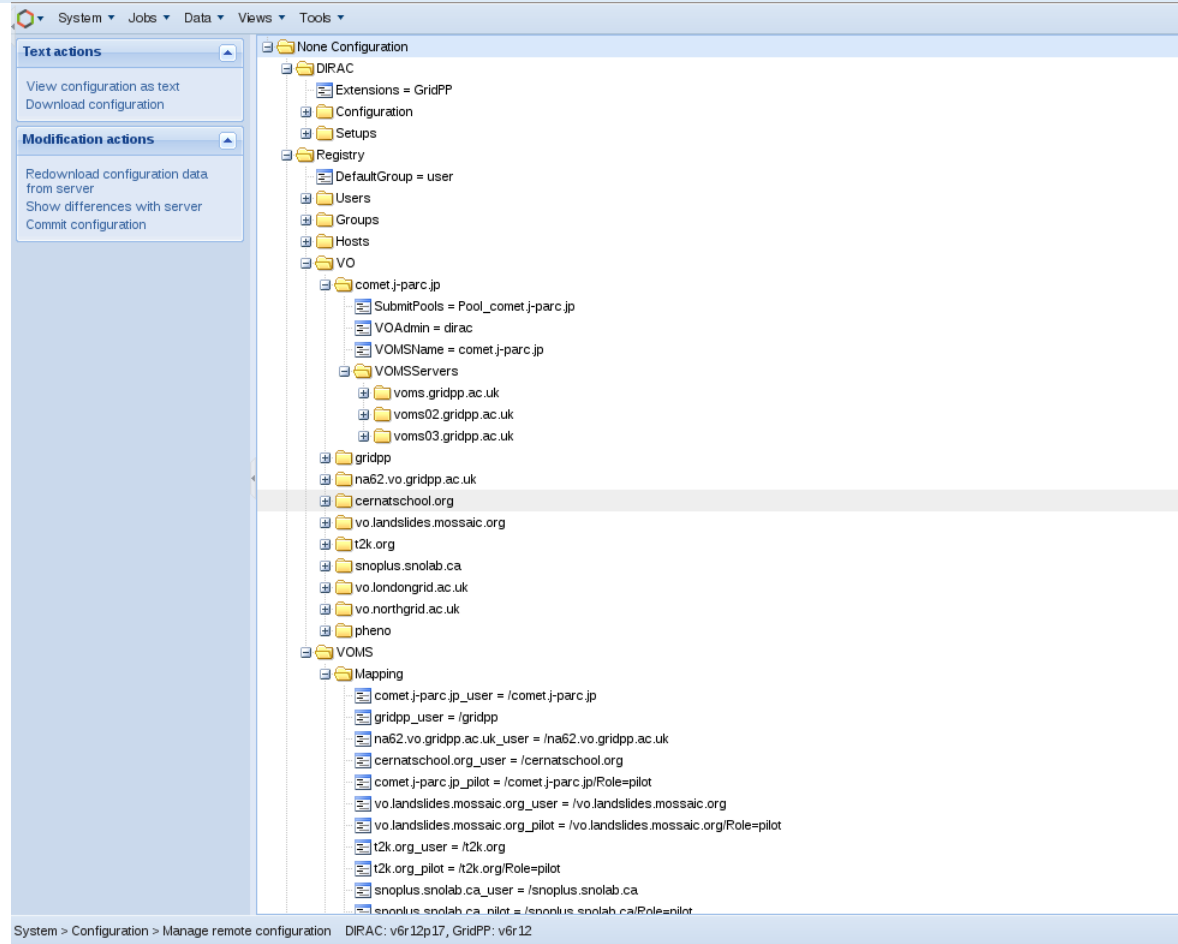 System Jobs Data Views Tools
Text actions
View configuration as text
Download configuration
Modification actions
Redownload configuration data
from server
Show differences with server
Commit configuration
None Configuration
DIRAC
Extensions = GridPP
Configuration
Setups
Registry
DefaultGroup = user
Users
Groups
Hosts
VO
comet.j-parc.jp
SubmitPools = Pool_comet.j-parc.jp
VOAdmin = dirac
VOMSName = comet.j-parc.jp
VOMSServers
voms.gridpp.ac.uk
voms02.gridpp.ac.uk
voms03.gridpp.ac.uk
gridpp
na62.vo.gridpp.ac.uk
cernatschool.org
vo.landslides.mossaic.org
t2k.org
snoplus.snolab.ca
vo.londongrid.ac.uk
vo.northgrid.ac.uk
pheno
VOMS
Mapping
comet.j-parc.jp_user = /comet.j-parc.jp
gridpp_user = /gridpp
na62.vo.gridpp.ac.uk_user = /na62.vo.gridpp.ac.uk
cernatschool.org_user = /cernatschool.org
comet.j-parc.jp_pilot = /comet.j-parc.jp/Role=pilot
vo.landslides.mossaic.org_user = /vo.landslides.mossaic.org
vo.landslides.mossaic.org_pilot = /vo.landslides.mossaic.org/Role=pilot
t2k.org_user = /t2k.org
t2k.org_pilot = /t2k.org/Role=pilot
snoplus.snolab.ca_user = /snoplus.snolab.ca
snoplus.snolab.ca_pilot = /snoplus.snolab.ca/Role=pilot
System > Configuration > Manage remote configuration DIRAC: v6r12p17, GridPP: v6r12